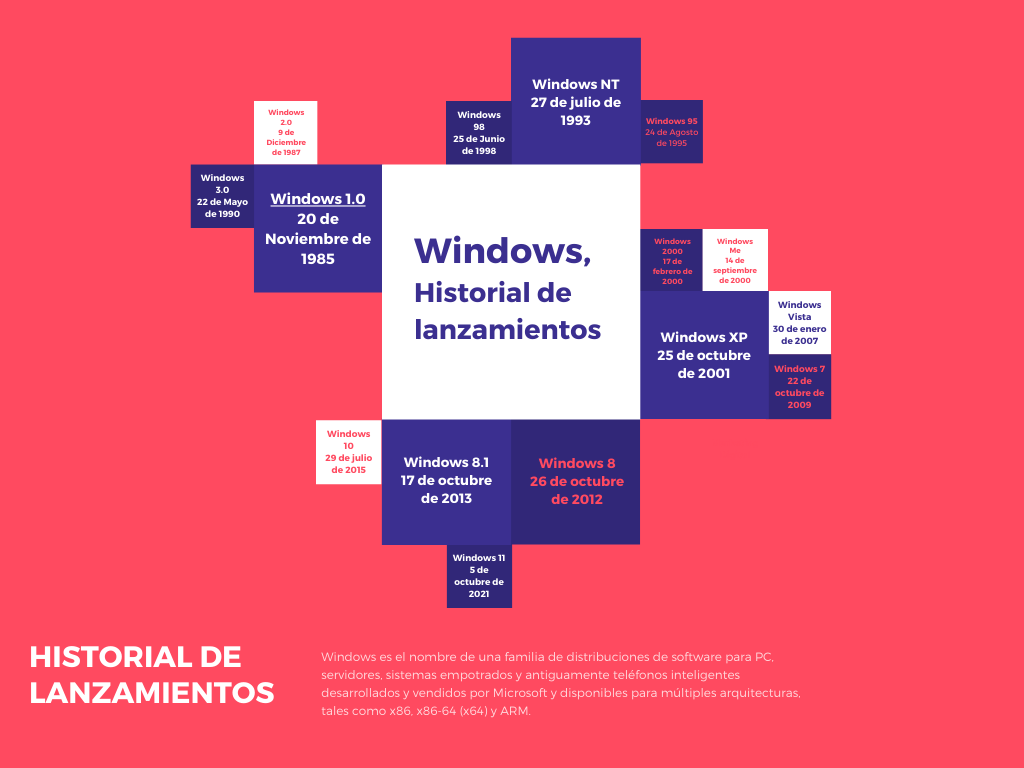 Windows NT
27 de julio de
1993
Windows
2.0
9 de
Diciembre
de 1987
Windows
98
25 de Junio
de 1998
Windows 95
24 de Agosto
de 1995
Windows
3.0
22 de Mayo
de 1990
Windows 1.0
20 de
Noviembre de
1985
Windows,
Historial de
lanzamientos
Windows
2000
17 de
febrero de
2000
Windows
Me
14 de
septiembre
de 2000
Windows XP
25 de octubre
de 2001
Windows
Vista
30 de enero
de 2007
Windows 7
22 de
octubre de
2009
Windows
10
29 de julio
de 2015
Windows 8.1
17 de octubre
de 2013
Windows 8
26 de octubre
de 2012
Windows 11
5 de
octubre de
2021
HISTORIAL DE
LANZAMIENTOS
Windows es el nombre de una familia de distribuciones de software para PC,
servidores, sistemas empotrados y antiguamente teléfonos inteligentes
desarrollados y vendidos por Microsoft y disponibles para múltiples arquitecturas,
tales como x86, x86-64 (x64) y ARM.